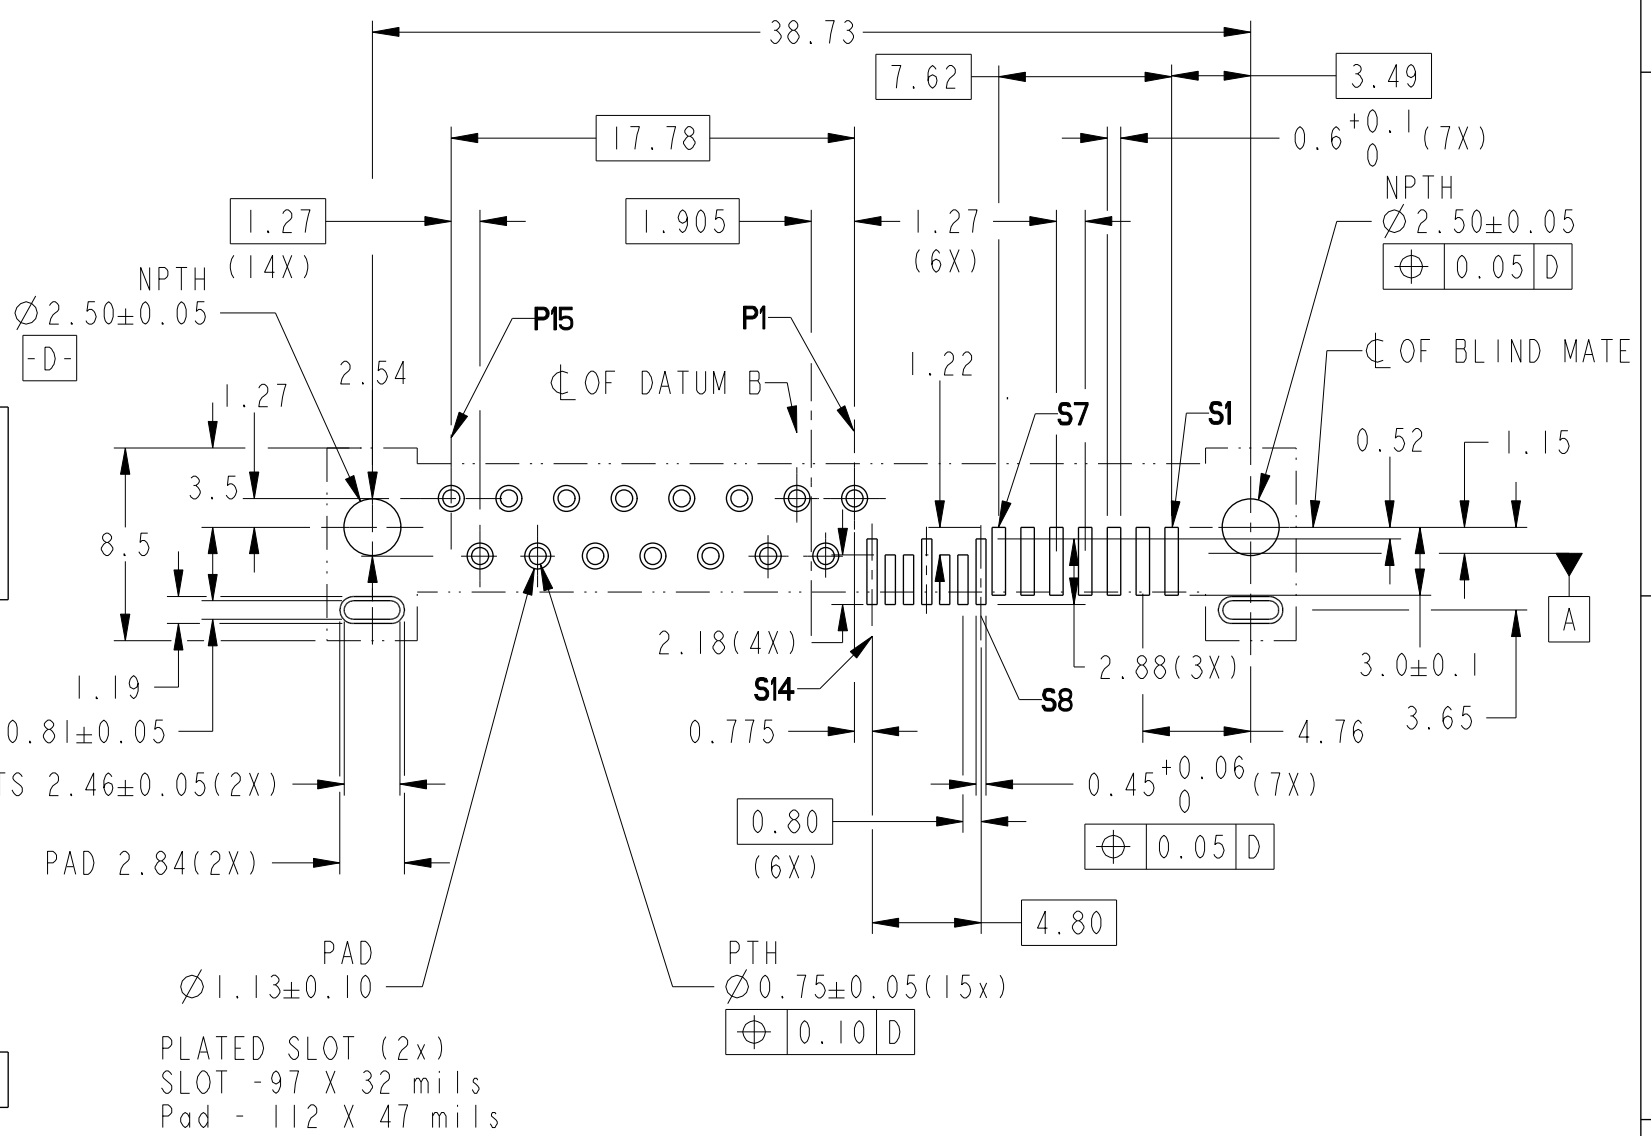 38.73
7.62
3.49
17.78
0.6 +0.1 0 (7X)
NPTH
1.27
1.905
1.27
Ø2.50±0.05
(14X)
(6X)
NPTH
0.05 D
Ø2.50±0.05
P15
P1
-D-
2.54
1.22
℄ OF BLIND MATE
℄ OF DATUM B
1.27
S7
S1
0.52
1.15
3.5
8.5
A
2.18(4X)
2.88(3X)
3.0±0.1
1.19
S14
S8
3.65
0.81±0.05
0.775
4.76
TS 2.46±0.05(2X)
0.45 +0.06 0 (7X)
0.80
0.05 D
PAD 2.84(2X)
(6X)
4.80
PAD
PTH
Ø1.13±0.10
Ø0.75±0.05(15x)
0.10 D
PLATED SLOT (2x)
SLOT -97 X 32 mils
Pad - 112 X 47 mils